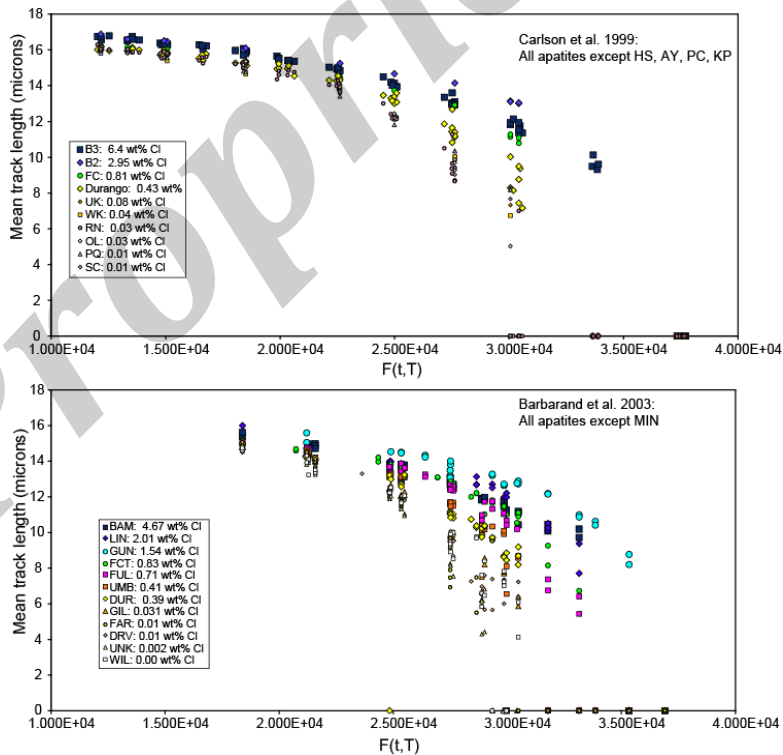 18
16
14
12
10
8
6
4
2
0
Mean track length (microns)
Carlson et al. 1999:
All apatites except HS, AY, PC, KP
B3: 6.4 wt% Cl
B2: 2.95 wt% Cl
FC: 0.81 wt% Cl
Durango: 0.43 wt%
UK: 0.08 wt% Cl
WK: 0.04 wt% Cl
RN: 0.03 wt% Cl
OL: 0.03 wt% Cl
PQ: 0.01 wt% Cl
SC: 0.01 wt% Cl
1.000E+04 1.500E+04 2.000E+04 2.500E+04 3.000E+04 3.500E+04 4.000E+04
F(t,T)
18
16
14
12
10
8
6
4
2
0
Mean track length (microns)
Barbarand et al. 2003:
All apatites except MIN
BAM: 4.67 wt% Cl
LIN: 2.01 wt% Cl
GUN: 1.54 wt% Cl
FCT: 0.83 wt% Cl
FUL: 0.71 wt% Cl
UMB: 0.41 wt% Cl
DUR: 0.39 wt% Cl
GIL: 0.031 wt% Cl
FAR: 0.01 wt% Cl
DRV: 0.01 wt% Cl
UNK: 0.002 wt% Cl
WIL: 0.00 wt% Cl
1.000E+04 1.500E+04 2.000E+04 2.500E+04 3.000E+04 3.500E+04 4.000E+04
F(t,T)